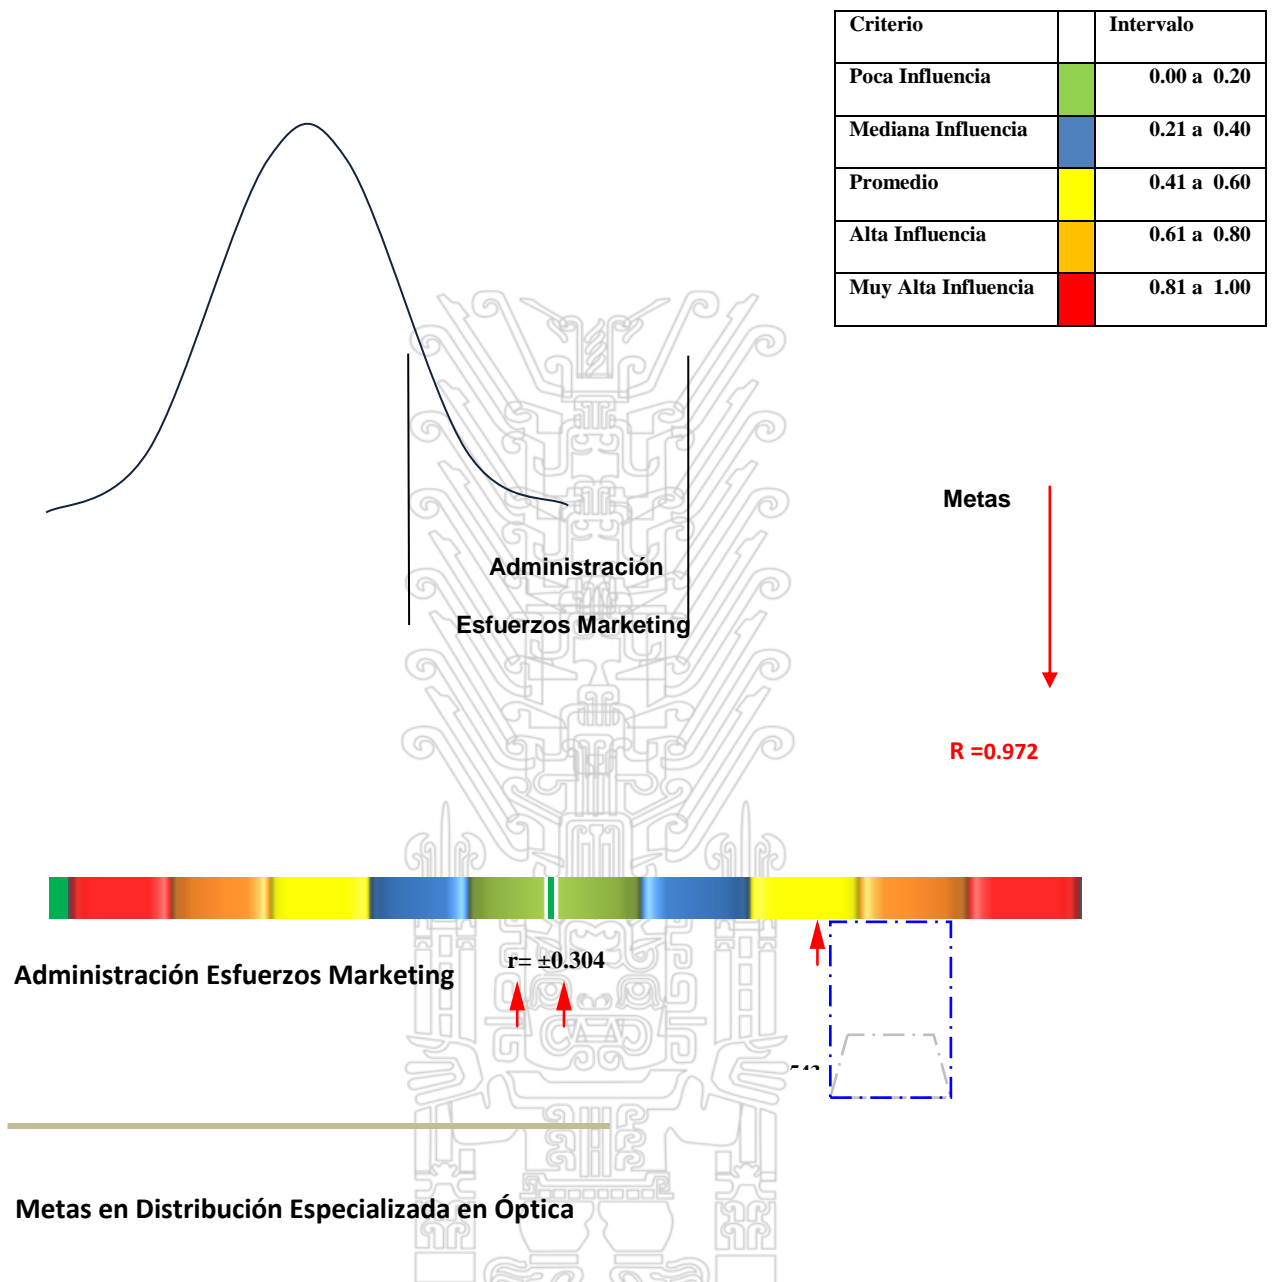 Criterio Intervalo
Poca Influencia 0.00 a 0.20
Mediana Influencia 0.21 a 0.40
Promedio 0.41 a 0.60
Alta Influencia 0.61 a 0.80
Muy Alta Influencia 0.81 a 1.00
Metas
Administración
Esfuerzos Marketing
R =0.972
Administración Esfuerzos Marketing
r= ±0.304
Metas en Distribución Especializada en Óptica